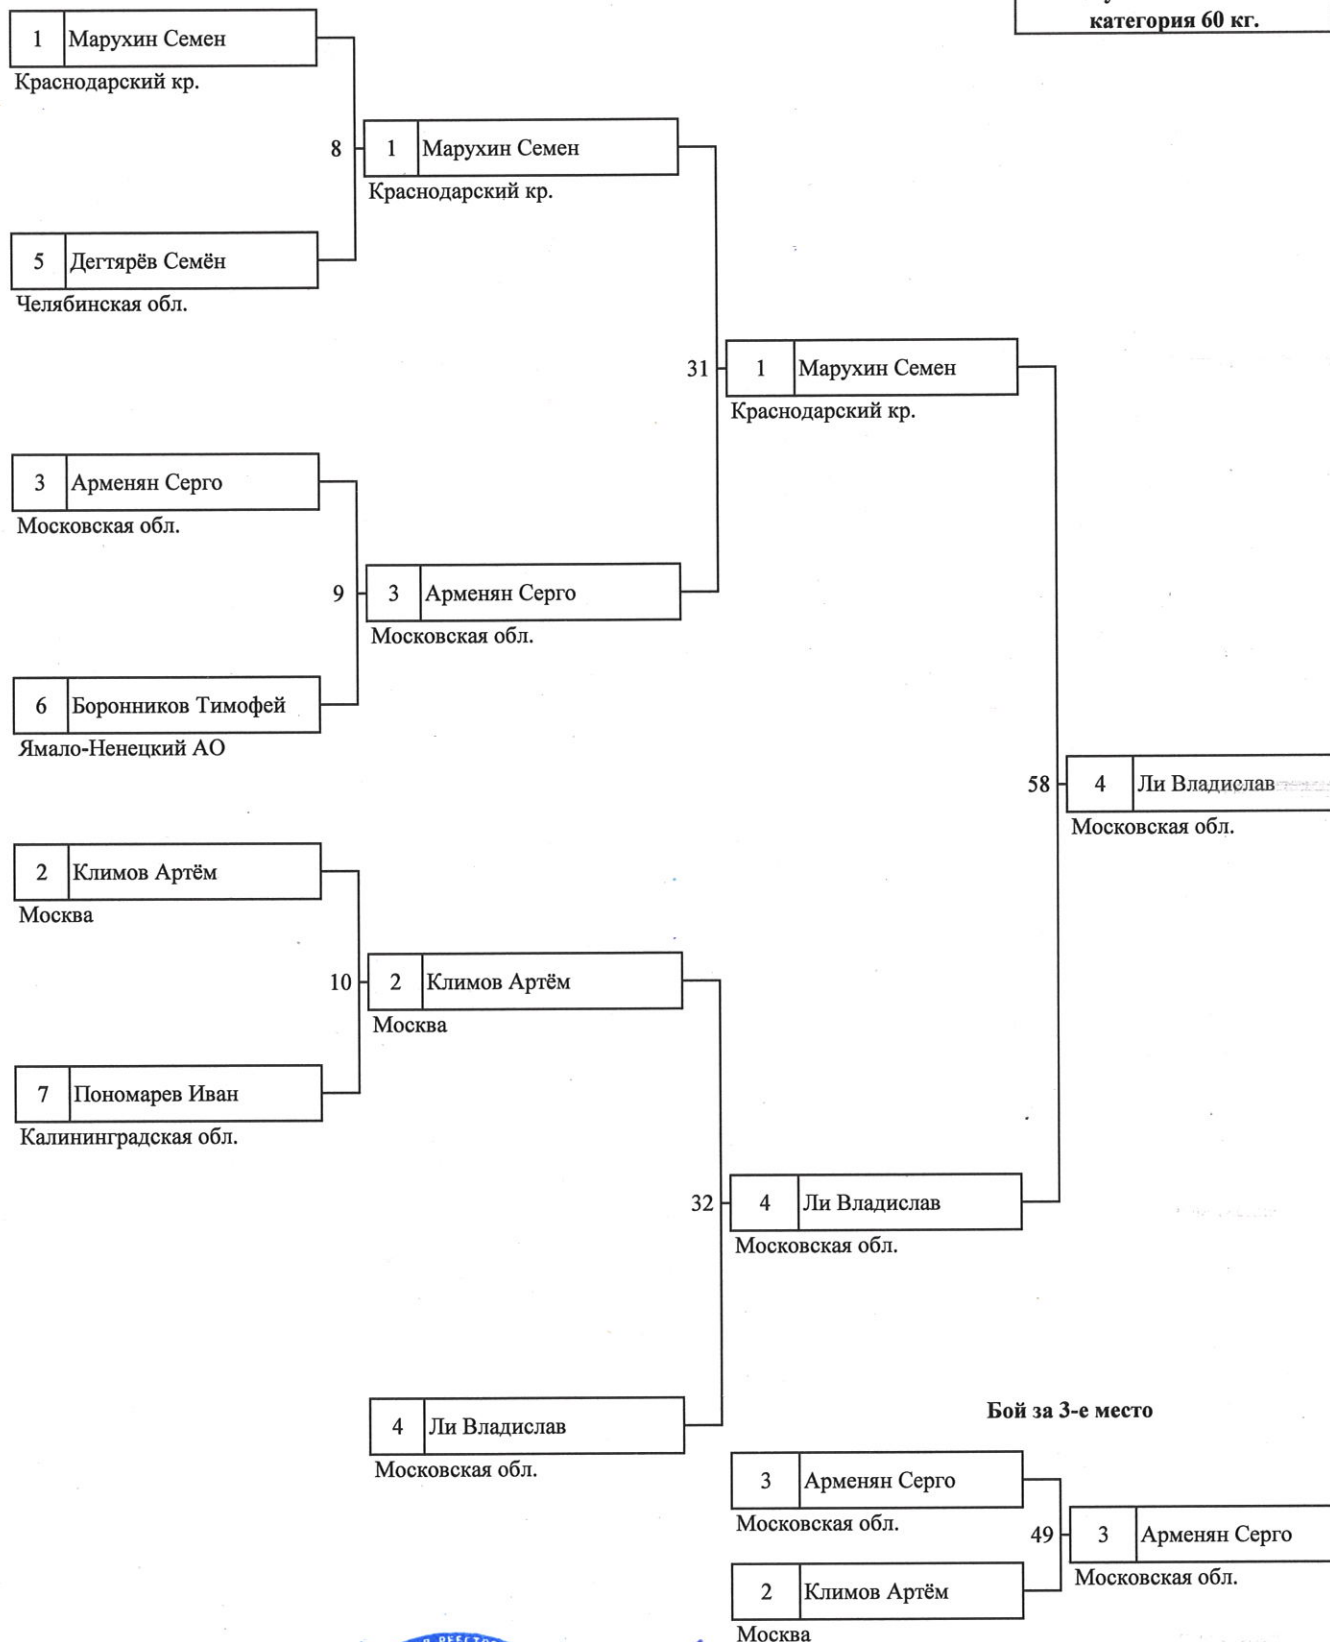 категория 60 кг.
1 Марухин Семен
Краснодарский кр.
8 1 Марухин Семен
Краснодарский кр.
5 Дегтярёв Семён
Челябинская обл.
31 1 Марухин Семен
Краснодарский кр.
3 Арменян Серго
Московская обл.
9 3 Арменян Серго
Московская обл.
6 Боронников Тимофей
Ямало-Ненецкий АО
58 4 Ли Владислав
Московская обл.
2 Климов Артём
Москва
10 2 Климов Артём
Москва
7 Пономарев Иван
Калининградская обл.
32 4 Ли Владислав
Московская обл.
4 Ли Владислав
Московская обл.
Бой за 3-е место
3 Арменян Серго
Московская обл.
49 3 Арменян Серго
Московская обл.
2 Климов Артём
Москва